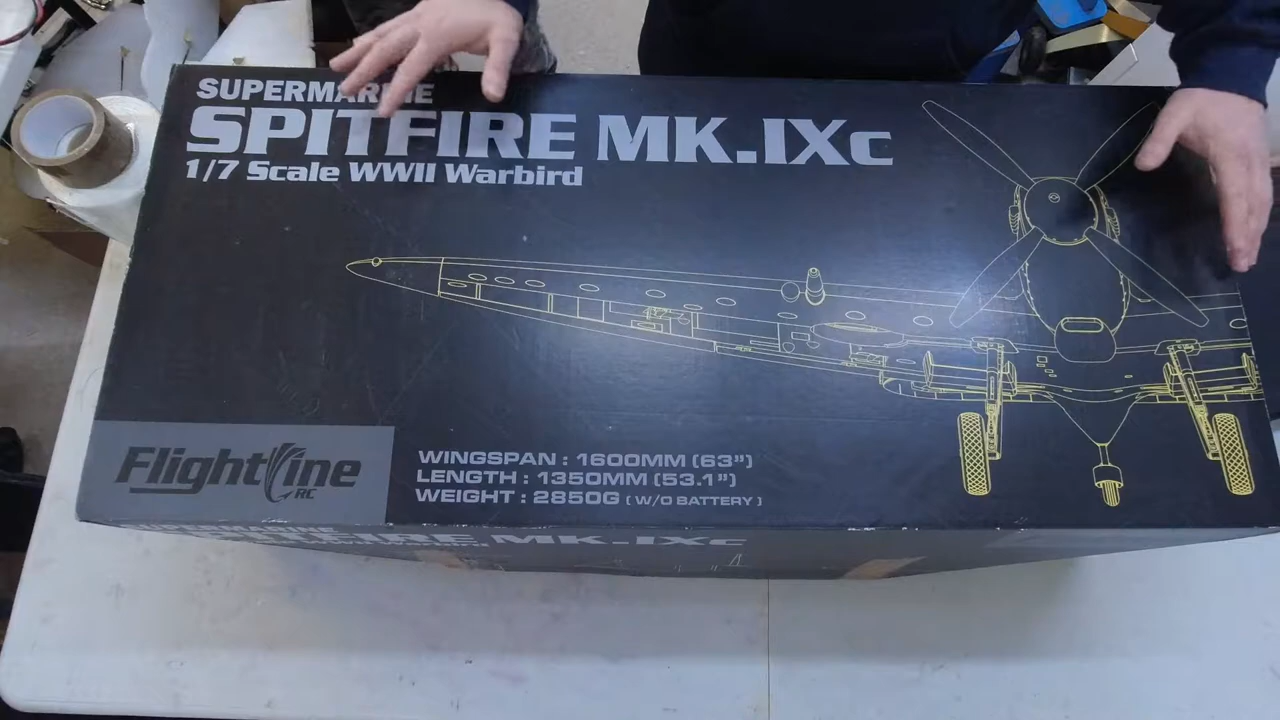 SUPERMARINE
SPITFIRE MK.IXc
1/7 Scale WWII Warbird
FlightLine
RC
WINGSPAN : 1600MM (63”)
LENGTH : 1350MM (53.1”)
WEIGHT : 2850G ( W/O BATTERY )
SUPERMARINE
SPITFIRE MK.IXc